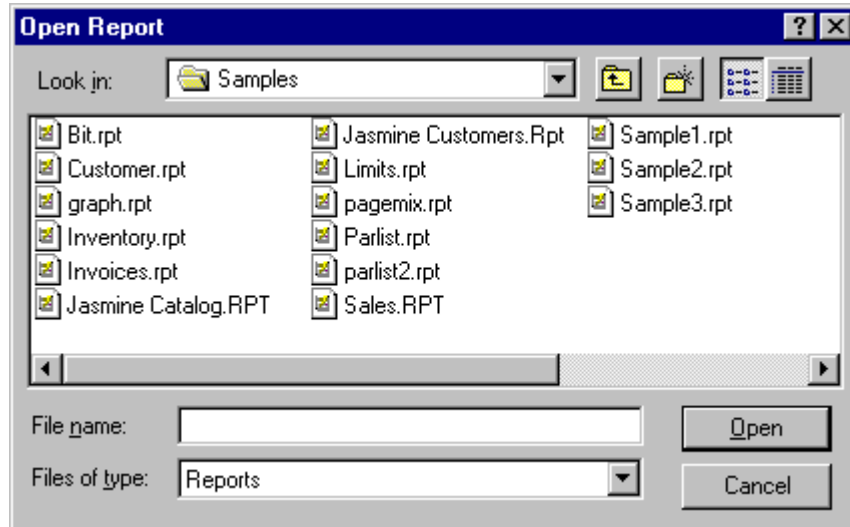 Open Report
Look in: Samples
Bit.rpt
Customer.rpt
graph.rpt
Inventory.rpt
Invoices.rpt
Jasmine Catalog.RPT
Jasmine Customers.Rpt
Limits.rpt
pagemix.rpt
Parlist.rpt
parlist2.rpt
Sales.RPT
Sample1.rpt
Sample2.rpt
Sample3.rpt
File name:
Open
Files of type: Reports
Cancel